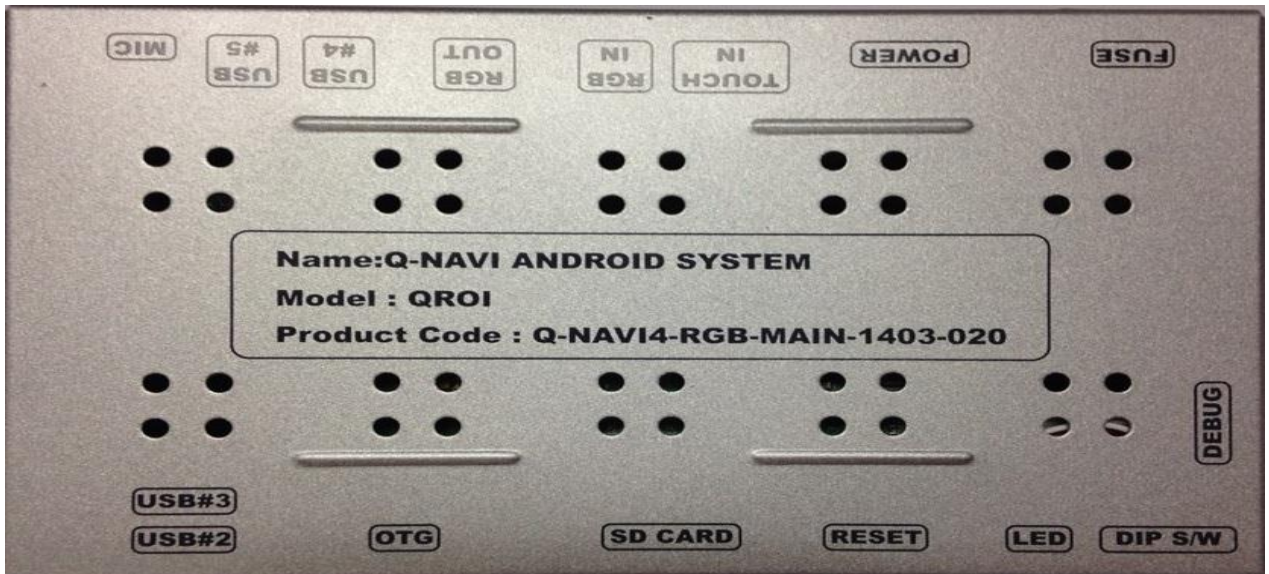 MIC
USB
#5
USB
#4
RGB
OUT
RGB
IN
TOUCH
IN
POWER
FUSE
Name:Q-NAVI ANDROID SYSTEM
Model : QROI
Product Code : Q-NAVI4-RGB-MAIN-1403-020
DEBUG
USB#3
USB#2
OTG
SD CARD
RESET
LED
DIP S/W